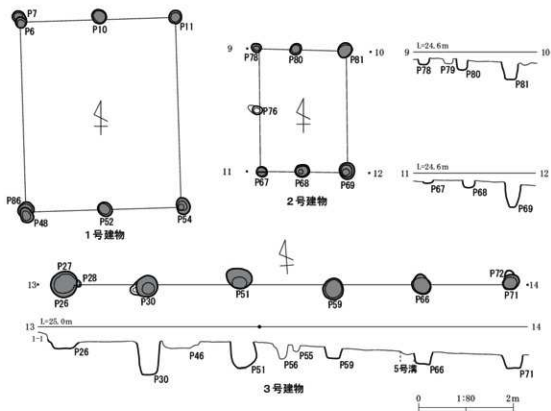 P7
P6
P10
P11
P86
P48
P52
P54
1号建物
9
P78
P80
P81
10
P76
11
P67
P68
P69
12
2号建物
9
L=24.6m
10
P78
P79
P80
P81
11
L=24.6m
12
P67
P68
P69
13
P27
P28
P26
P30
P51
P59
P66
P72
P71
14
13
L=25.0m
14
1-1
P26
P30
P46
P51
P56
P55
P59
5号溝
P66
P71
3号建物
0
1:80
2m